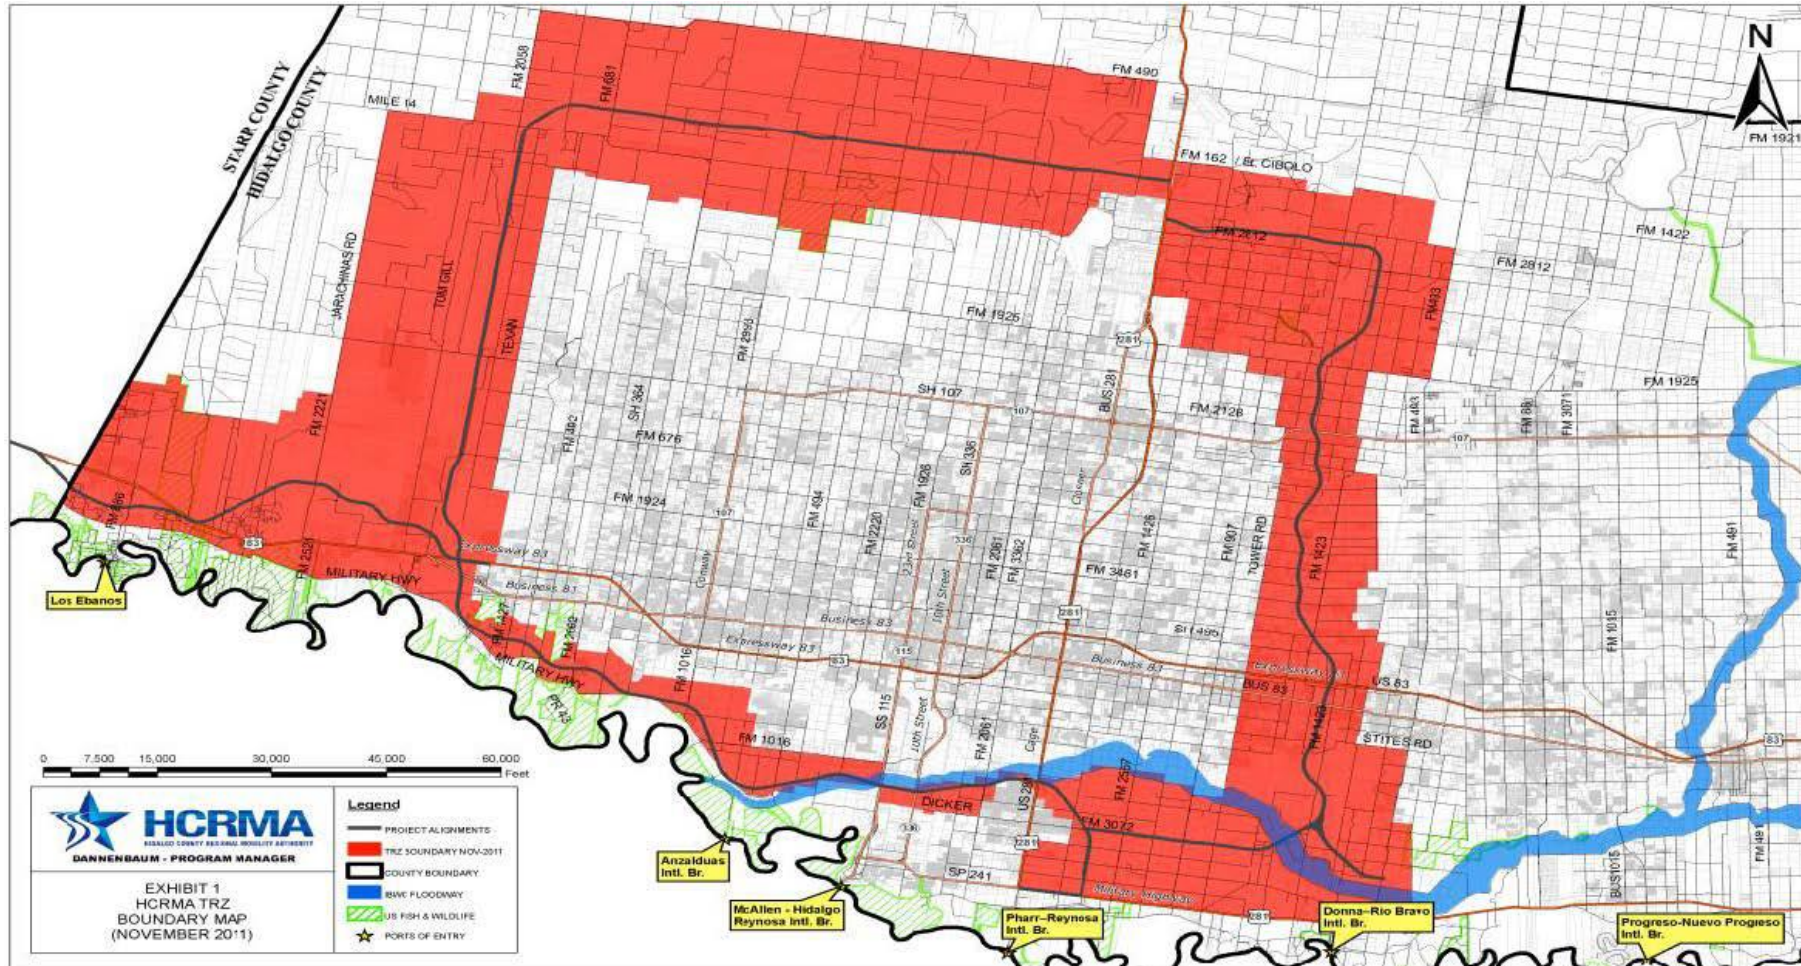 N
STARR COUNTY
HIDALGO COUNTY
MILE 14
FM 2058
FM 681
FM 490
FM 162 / EL CIBOLO
FM 1921
FM 1422
FM 2812
FM 2812
FM 493
JARACHINAS RD
TOM GILL
TEXAN
FM 2993
FM 1925
281
BUS 281
FM 1925
FM 2221
FM 492
SH 364
FM 676
SH 107
107
FM 2128
107
FM 493
FM 88
FM 3071
FM 886
FM 2521
83
MILITARY HWY
FM 1924
107
Conway
FM 494
FM 2220
FM 1926
23rd Street
SH 336
336
10th Street
FM 2061
FM 3362
Closner
FM 1426
FM 3461
FM 907
TOWER RD
FM 1423
FM 491
FM 1015
Expressway 83
Business 83
Business 83
Expressway 83
83
115
281
SH 495
Business 83
Expressway 83
BUS 83
US 83
83
STITES RD
FM 1423
Los Ebanos
FM 1427
FM 2062
MILITARY HWY
PR 43
FM 1016
FM 1016
SS 115
10th Street
FM 2061
Cage
US 281
FM 2557
DICKER
FM 3072
336
281
SP 241
Military Highway
281
BUS1015
FM 491
Anzalduas
Intl. Br.
McAllen - Hidalgo
Reynosa Intl. Br.
Pharr-Reynosa
Intl. Br.
Donna-Rio Bravo
Intl. Br.
Progreso-Nuevo Progreso
Intl. Br.
0 7,500 15,000 30,000 45,000 60,000
Feet
HCRMA
HIDALGO COUNTY REGIONAL MOBILITY AUTHORITY
DANNENBAUM - PROGRAM MANAGER
EXHIBIT 1
HCRMA TRZ
BOUNDARY MAP
(NOVEMBER 2011)
Legend
PROJECT ALIGNMENTS
TRZ BOUNDARY NOV-2011
COUNTY BOUNDARY
IBWC FLOODWAY
US FISH & WILDLIFE
PORTS OF ENTRY